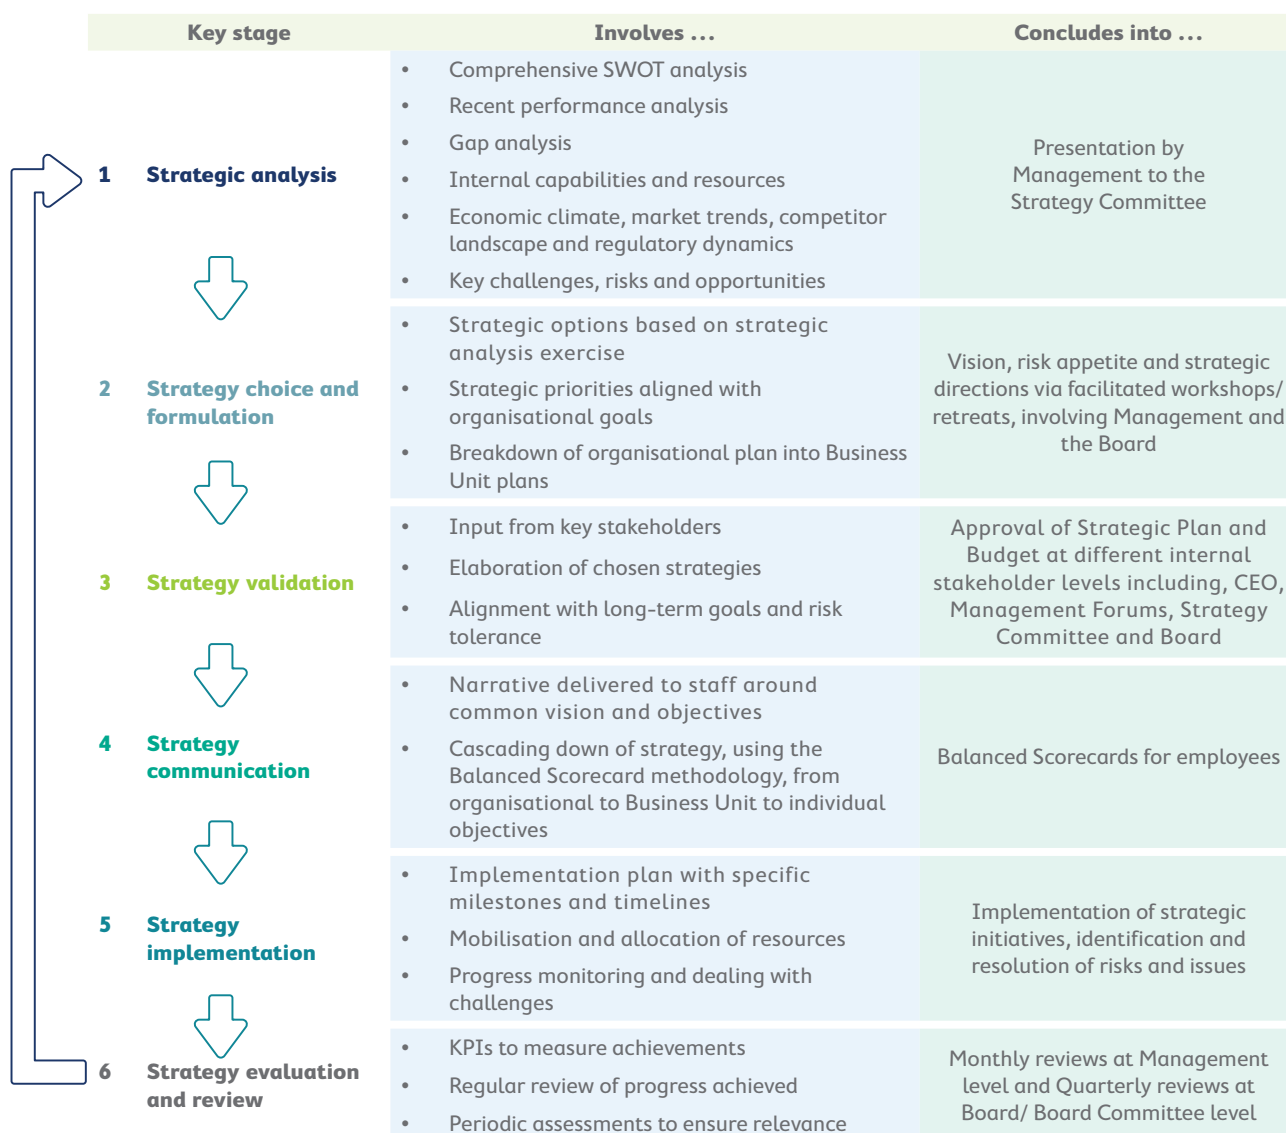 Key stage
Involves ...
Concludes into ...
1 Strategic analysis
• Comprehensive SWOT analysis
• Recent performance analysis
• Gap analysis
• Internal capabilities and resources
• Economic climate, market trends, competitor
landscape and regulatory dynamics
• Key challenges, risks and opportunities
Presentation by
Management to the
Strategy Committee
2 Strategy choice and
formulation
• Strategic options based on strategic
analysis exercise
• Strategic priorities aligned with
organisational goals
• Breakdown of organisational plan into Business
Unit plans
Vision, risk appetite and strategic
directions via facilitated workshops/
retreats, involving Management and
the Board
3 Strategy validation
• Input from key stakeholders
• Elaboration of chosen strategies
• Alignment with long-term goals and risk
tolerance
Approval of Strategic Plan and
Budget at different internal
stakeholder levels including, CEO,
Management Forums, Strategy
Committee and Board
4 Strategy
communication
• Narrative delivered to staff around
common vision and objectives
• Cascading down of strategy, using the
Balanced Scorecard methodology, from
organisational to Business Unit to individual
objectives
Balanced Scorecards for employees
5 Strategy
implementation
• Implementation plan with specific
milestones and timelines
• Mobilisation and allocation of resources
• Progress monitoring and dealing with
challenges
Implementation of strategic
initiatives, identification and
resolution of risks and issues
6 Strategy evaluation
and review
• KPIs to measure achievements
• Regular review of progress achieved
• Periodic assessments to ensure relevance
Monthly reviews at Management
level and Quarterly reviews at
Board/ Board Committee level